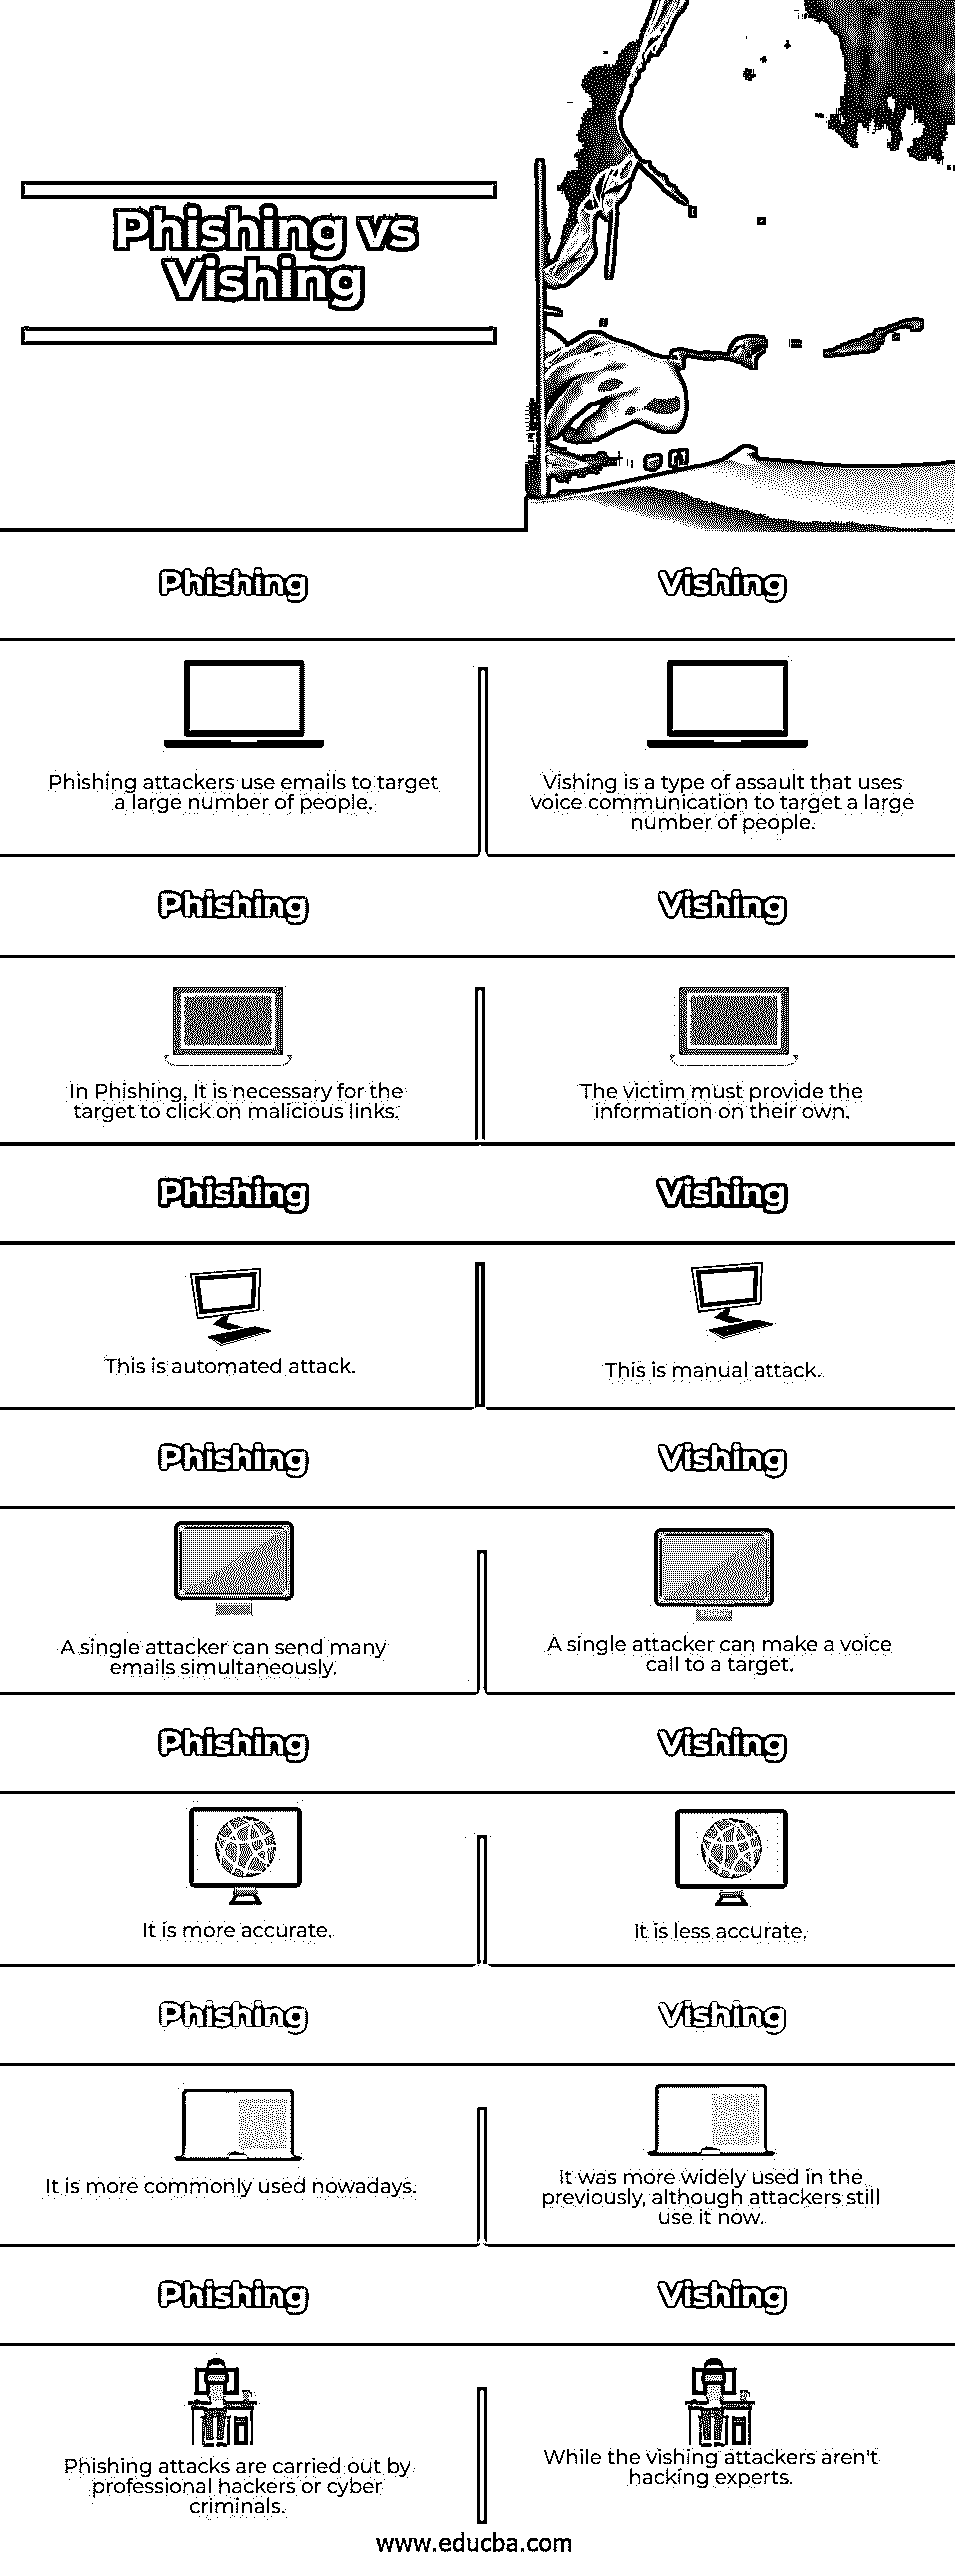 Phishing vs
Vishing
Phishing
Vishing
Phishing attackers use emails to target
a large number of people.
Vishing is a type of assault that uses
voice communication to target a large
number of people.
Phishing
Vishing
In Phishing, It is necessary for the
target to click on malicious links.
The victim must provide the
information on their own.
Phishing
Vishing
This is automated attack.
This is manual attack.
Phishing
Vishing
A single attacker can send many
emails simultaneously.
A single attacker can make a voice
call to a target.
Phishing
Vishing
It is more accurate.
It is less accurate.
Phishing
Vishing
It is more commonly used nowadays.
It was more widely used in the
previously, although attackers still
use it now.
Phishing
Vishing
Phishing attacks are carried out by
professional hackers or cyber
criminals.
While the vishing attackers aren't
hacking experts.
www.educba.com